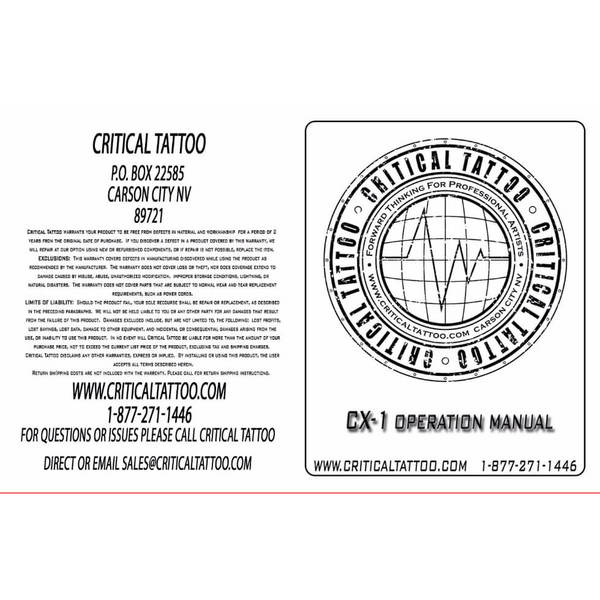 CRITICAL TATTOO
P.O. BOX 22585
CARSON CITY NV
89721
CRITICAL TATTOO WARRANTS YOUR PRODUCT TO BE FREE FROM DEFECTS IN MATERIAL AND WORKMANSHIP FOR A PERIOD OF 2
YEARS FROM THE ORIGINAL DATE OF PURCHASE. IF YOU DISCOVER A DEFECT IN A PRODUCT COVERED BY THIS WARRANTY, WE
WILL REPAIR AT OUR OPTION USING NEW OR REFURBISHED COMPONENTS, OR IF REPAIR IS NOT POSSIBLE, REPLACE THE ITEM.
EXCLUSIONS: THIS WARRANTY COVERS DEFECTS IN MANUFACTURING DISCOVERED WHILE USING THE PRODUCT AS
RECOMMENDED BY THE MANUFACTURER. THE WARRANTY DOES NOT COVER LOSS OR THEFT, NOR DOES COVERAGE EXTEND TO
DAMAGE CAUSED BY MISUSE, ABUSE, UNAUTHORIZED MODIFICATION, IMPROPER STORAGE CONDITIONS, LIGHTNING, OR
NATURAL DISASTERS. THE WARRANTY DOES NOT COVER PARTS THAT ARE SUBJECT TO NORMAL WEAR AND TEAR REPLACEMENT
REQUIREMENTS, SUCH AS POWER CORDS.
LIMITS OF LIABILITY: SHOULD THE PRODUCT FAIL, YOUR SOLE RECOURSE SHALL BE REPAIR OR REPLACEMENT, AS DESCRIBED
IN THE PRECEDING PARAGRAPHS. WE WILL NOT BE HELD LIABLE TO YOU OR ANY OTHER PARTY FOR ANY DAMAGES THAT RESULT
FROM THE FAILURE OF THIS PRODUCT. DAMAGES EXCLUDED INCLUDE, BUT ARE NOT LIMITED TO, THE FOLLOWING: LOST PROFITS,
LOST SAVINGS, LOST DATA, DAMAGE TO OTHER EQUIPMENT, AND INCIDENTAL OR CONSEQUENTIAL DAMAGES ARISING FROM THE
USE, OR INABILITY TO USE THIS PRODUCT. IN NO EVENT WILL CRITICAL TATTOO BE LIABLE FOR MORE THAN THE AMOUNT OF YOUR
PURCHASE PRICE, NOT TO EXCEED THE CURRENT LIST PRICE OF THE PRODUCT, AND EXCLUDING TAX AND SHIPPING CHARGES.
CRITICAL TATTOO DISCLAIMS ANY OTHER WARRANTIES, EXPRESS OR IMPLIED. BY INSTALLING OR USING THIS PRODUCT, THE USER
ACCEPTS ALL TERMS DESCRIBED HEREIN.
RETURN SHIPPING COSTS ARE NOT INCLUDED WITH THE WARRANTY. PLEASE CALL FOR RETURN SHIPPING INSTRUCTIONS.
WWW.CRITICALTATTOO.COM
1-877-271-1446
FOR QUESTIONS OR ISSUES PLEASE CALL CRITICAL TATTOO
DIRECT OR EMAIL SALES@CRITICALTATTOO.COM
CRITICAL TATTOO
CRITICAL TATTOO
CRITICAL TATTOO
FORWARD THINKING FOR PROFESSIONAL ARTISTS
WWW.CRITICALTATTOO.COM CARSON CITY NV
CX-1 OPERATION MANUAL
WWW.CRITICALTATTOO.COM 1-877-271-1446